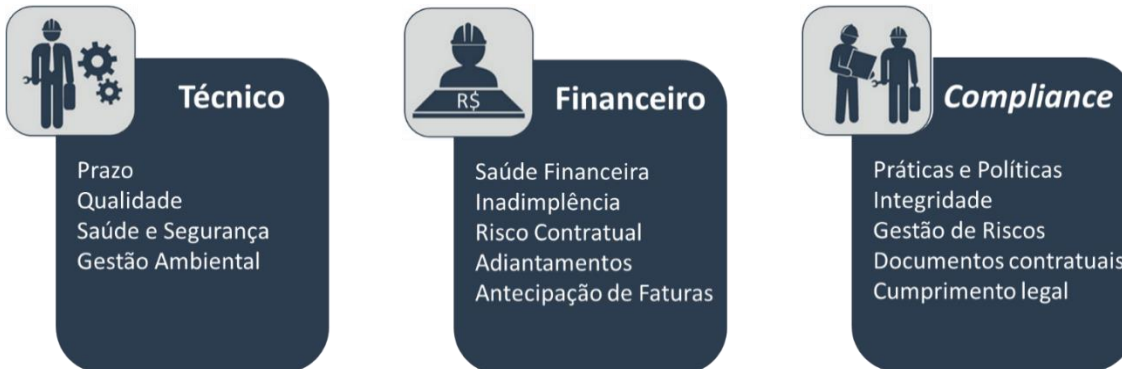 Técnico
Prazo
Qualidade
Saúde e Segurança
Gestão Ambiental
R$
Financeiro
Saúde Financeira
Inadimplência
Risco Contratual
Adiantamentos
Antecipação de Faturas
Compliance
Práticas e Políticas
Integridade
Gestão de Riscos
Documentos contratuais
Cumprimento legal